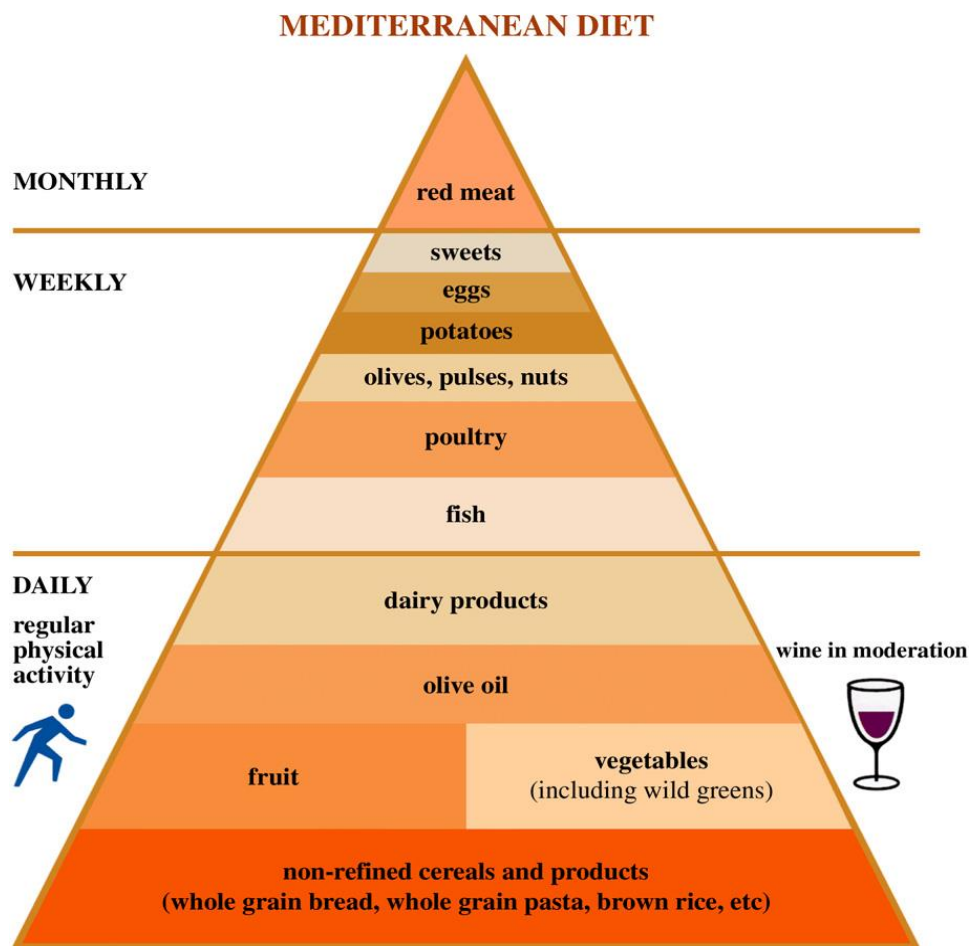 MEDITERRANEAN DIET
MONTHLY
red meat
WEEKLY
sweets
eggs
potatoes
olives, pulses, nuts
poultry
fish
DAILY
regular
physical
activity
dairy products
wine in moderation
olive oil
fruit
vegetables
(including wild greens)
non-refined cereals and products
(whole grain bread, whole grain pasta, brown rice, etc)